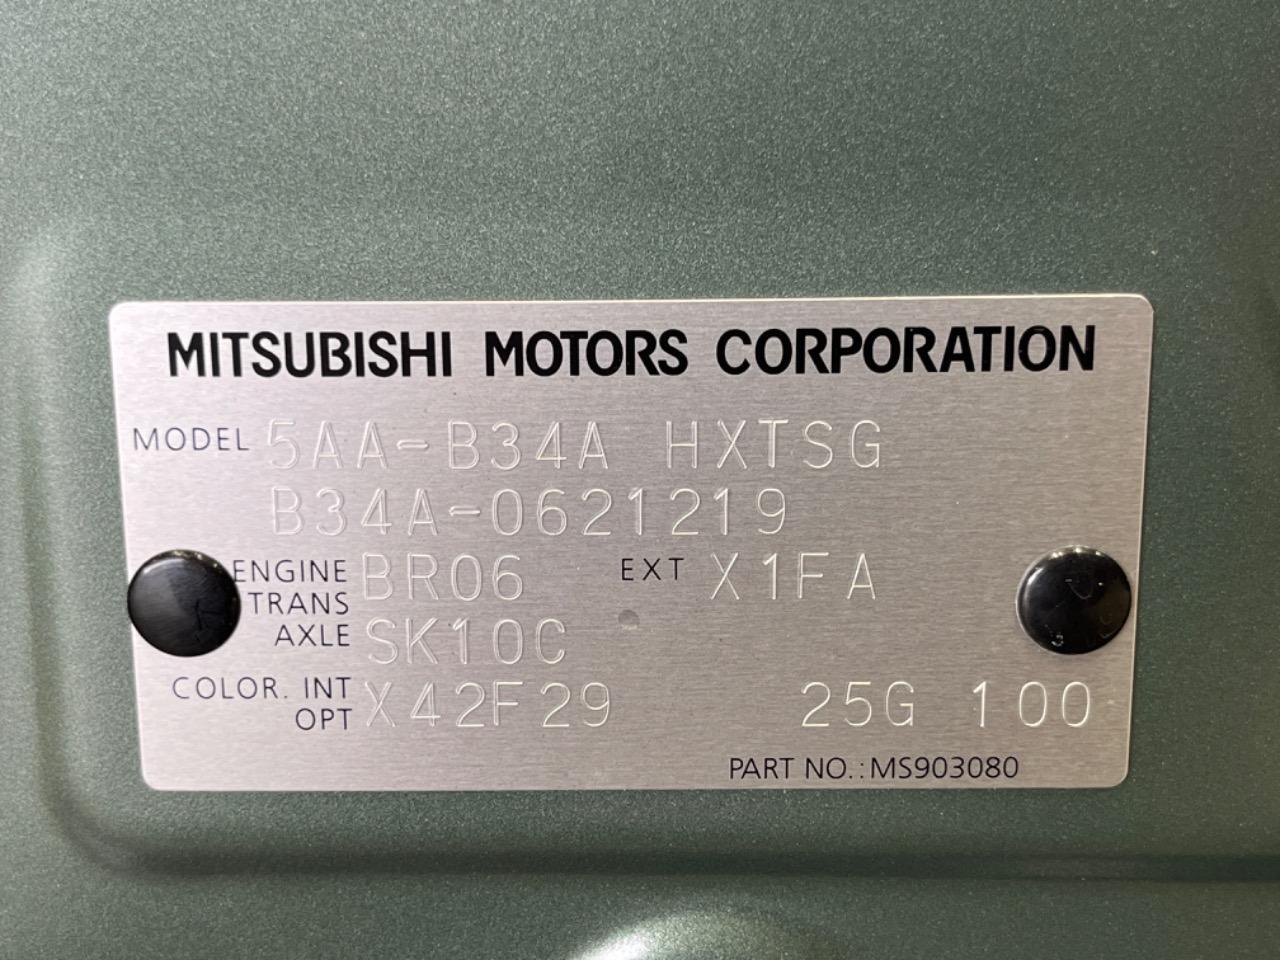 MITSUBISHI MOTORS CORPORATION
MODEL 5AA-B34A HXTSG
B34A-0621219
ENGINE BR06 EXT X1FA
TRANS
AXLE SK10C
COLOR. INT
OPT X42F29 25G 100
PART NO.:MS903080